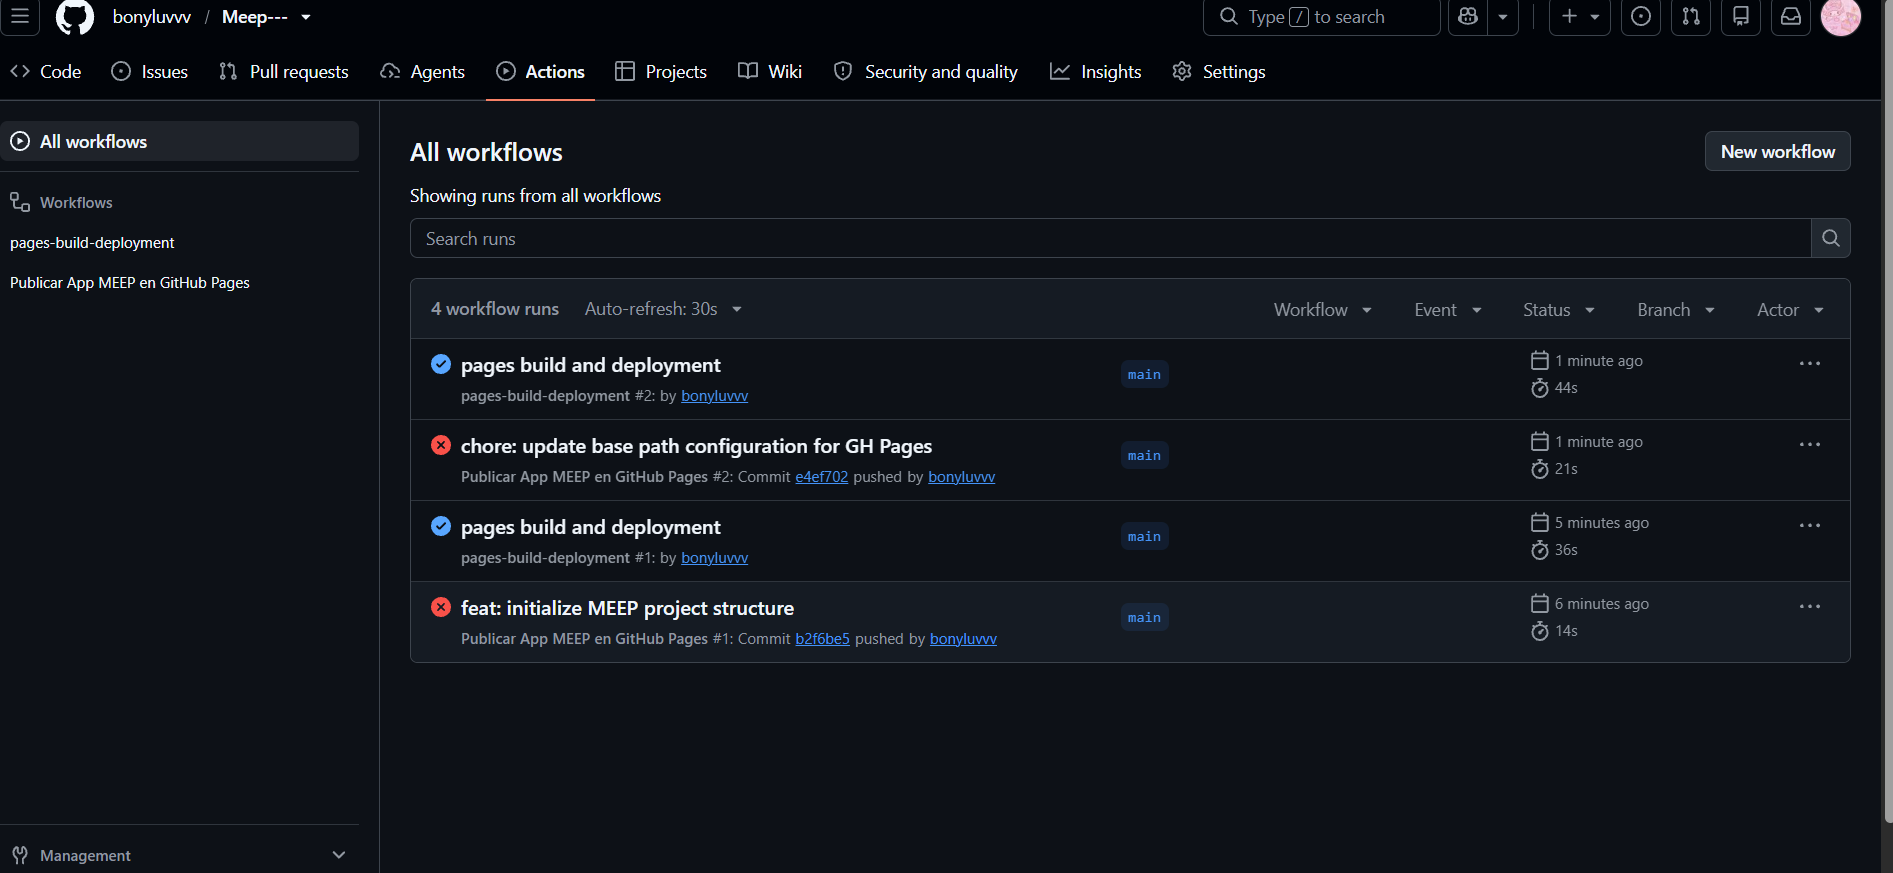 bonyluvvv / Meep---
Type / to search
Code Issues Pull requests Agents Actions Projects Wiki Security and quality Insights Settings
All workflows
Workflows
pages-build-deployment
Publicar App MEEP en GitHub Pages
Management
All workflows
New workflow
Showing runs from all workflows
Search runs
4 workflow runs Auto-refresh: 30s Workflow Event Status Branch Actor
pages build and deployment
pages-build-deployment #2: by bonyluvvv
main
1 minute ago
44s
chore: update base path configuration for GH Pages
Publicar App MEEP en GitHub Pages #2: Commit e4ef702 pushed by bonyluvvv
main
1 minute ago
21s
pages build and deployment
pages-build-deployment #1: by bonyluvvv
main
5 minutes ago
36s
feat: initialize MEEP project structure
Publicar App MEEP en GitHub Pages #1: Commit b2f6be5 pushed by bonyluvvv
main
6 minutes ago
14s